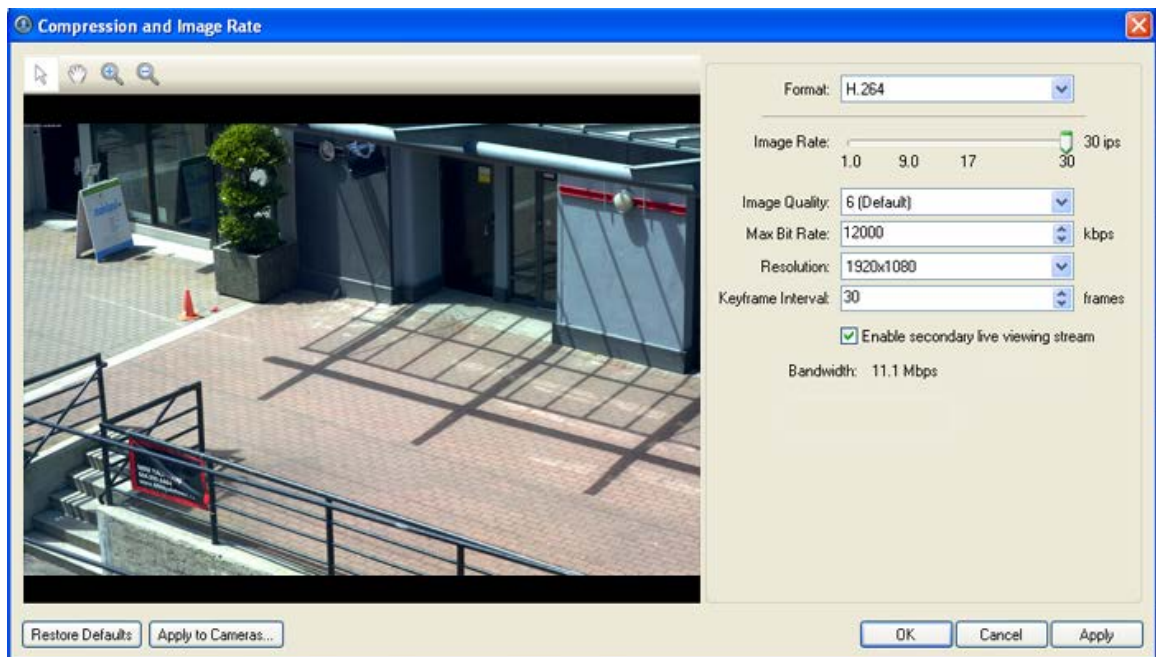 Compression and Image Rate
Format: H.264
Image Rate: 30 ips
1.0 9.0 17 30
Image Quality: 6 (Default)
Max Bit Rate: 12000 kbps
Resolution: 1920x1080
Keyframe Interval: 30 frames
Enable secondary live viewing stream
Bandwidth: 11.1 Mbps
Restore Defaults Apply to Cameras... OK Cancel Apply